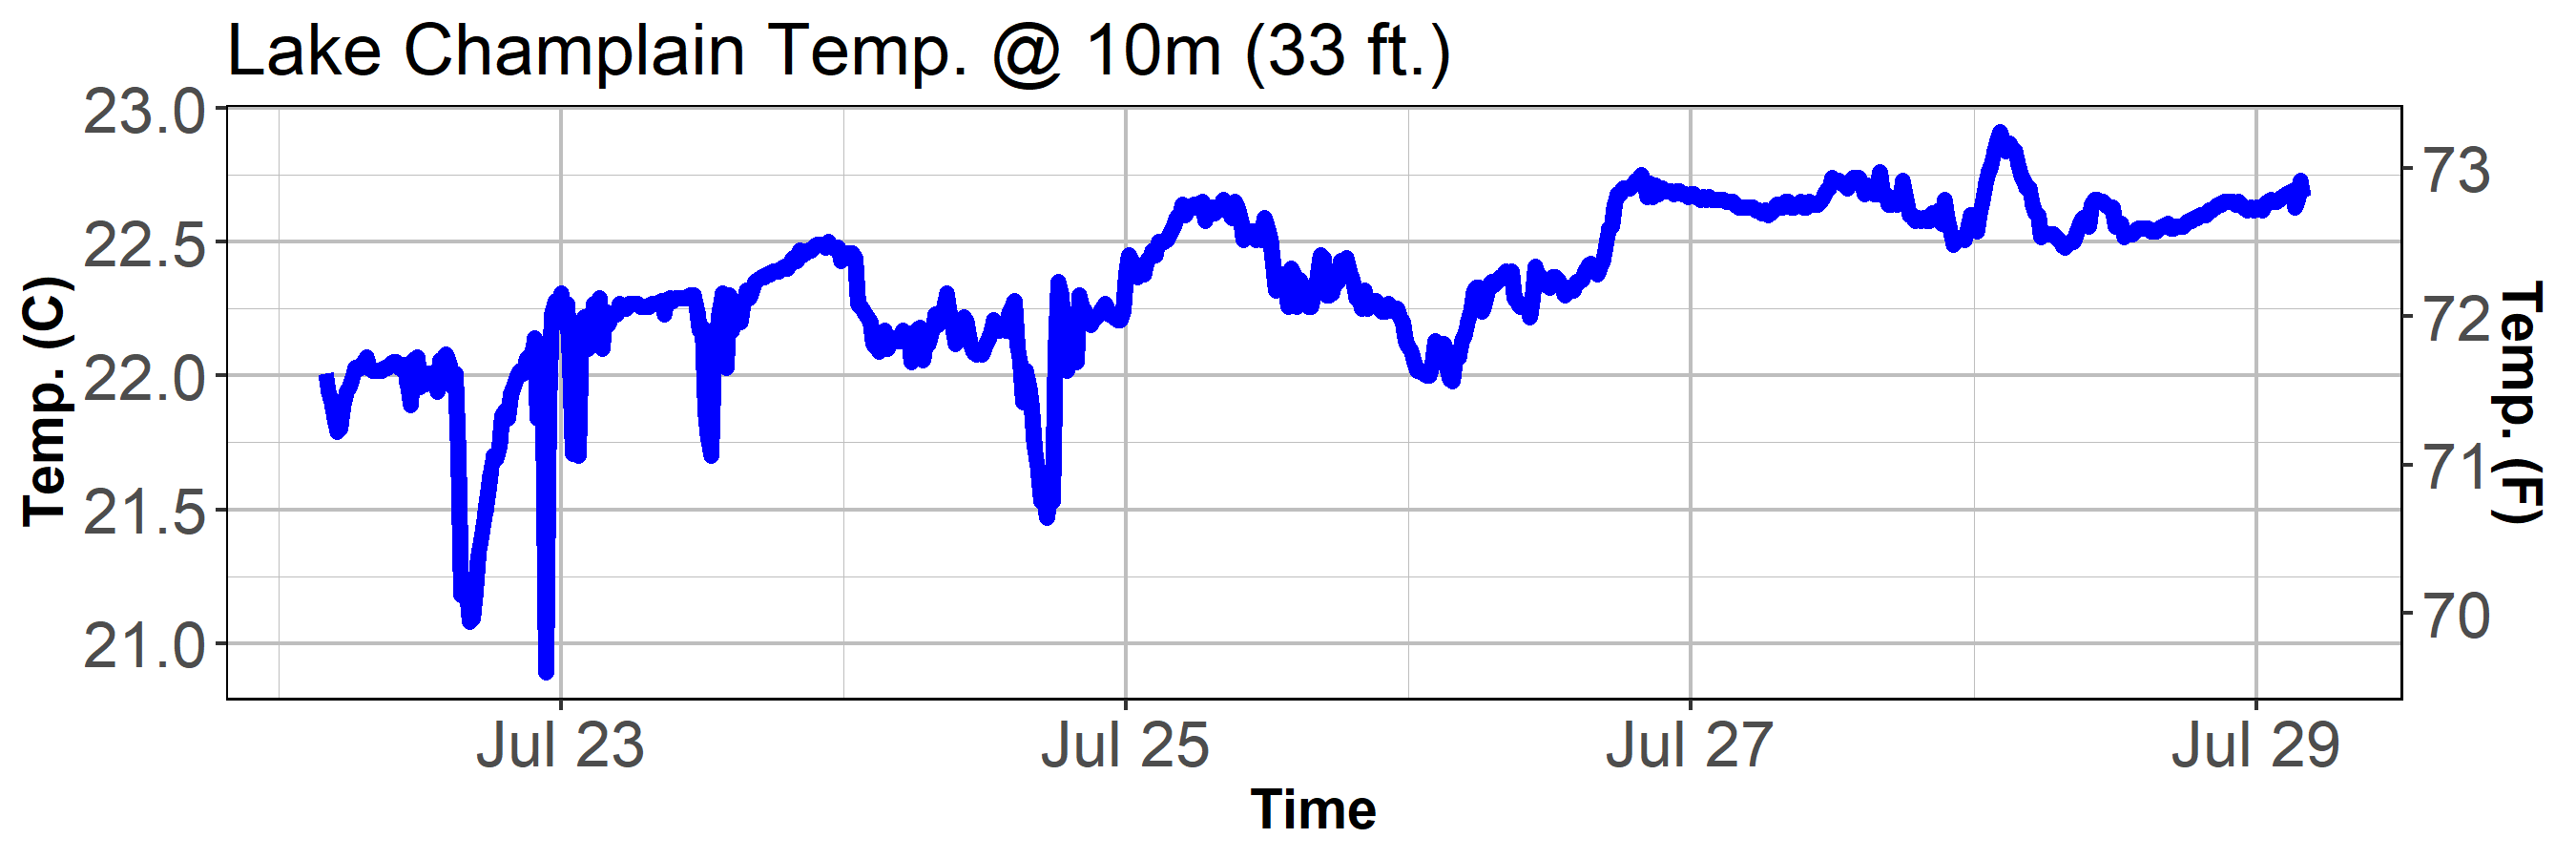 Lake Champlain Temp. @ 10m (33 ft.)
23.0
22.5
22.0
21.5
21.0
Temp. (C)
73
72
71
70
Temp. (F)
Jul 23 Jul 25 Jul 27 Jul 29
Time